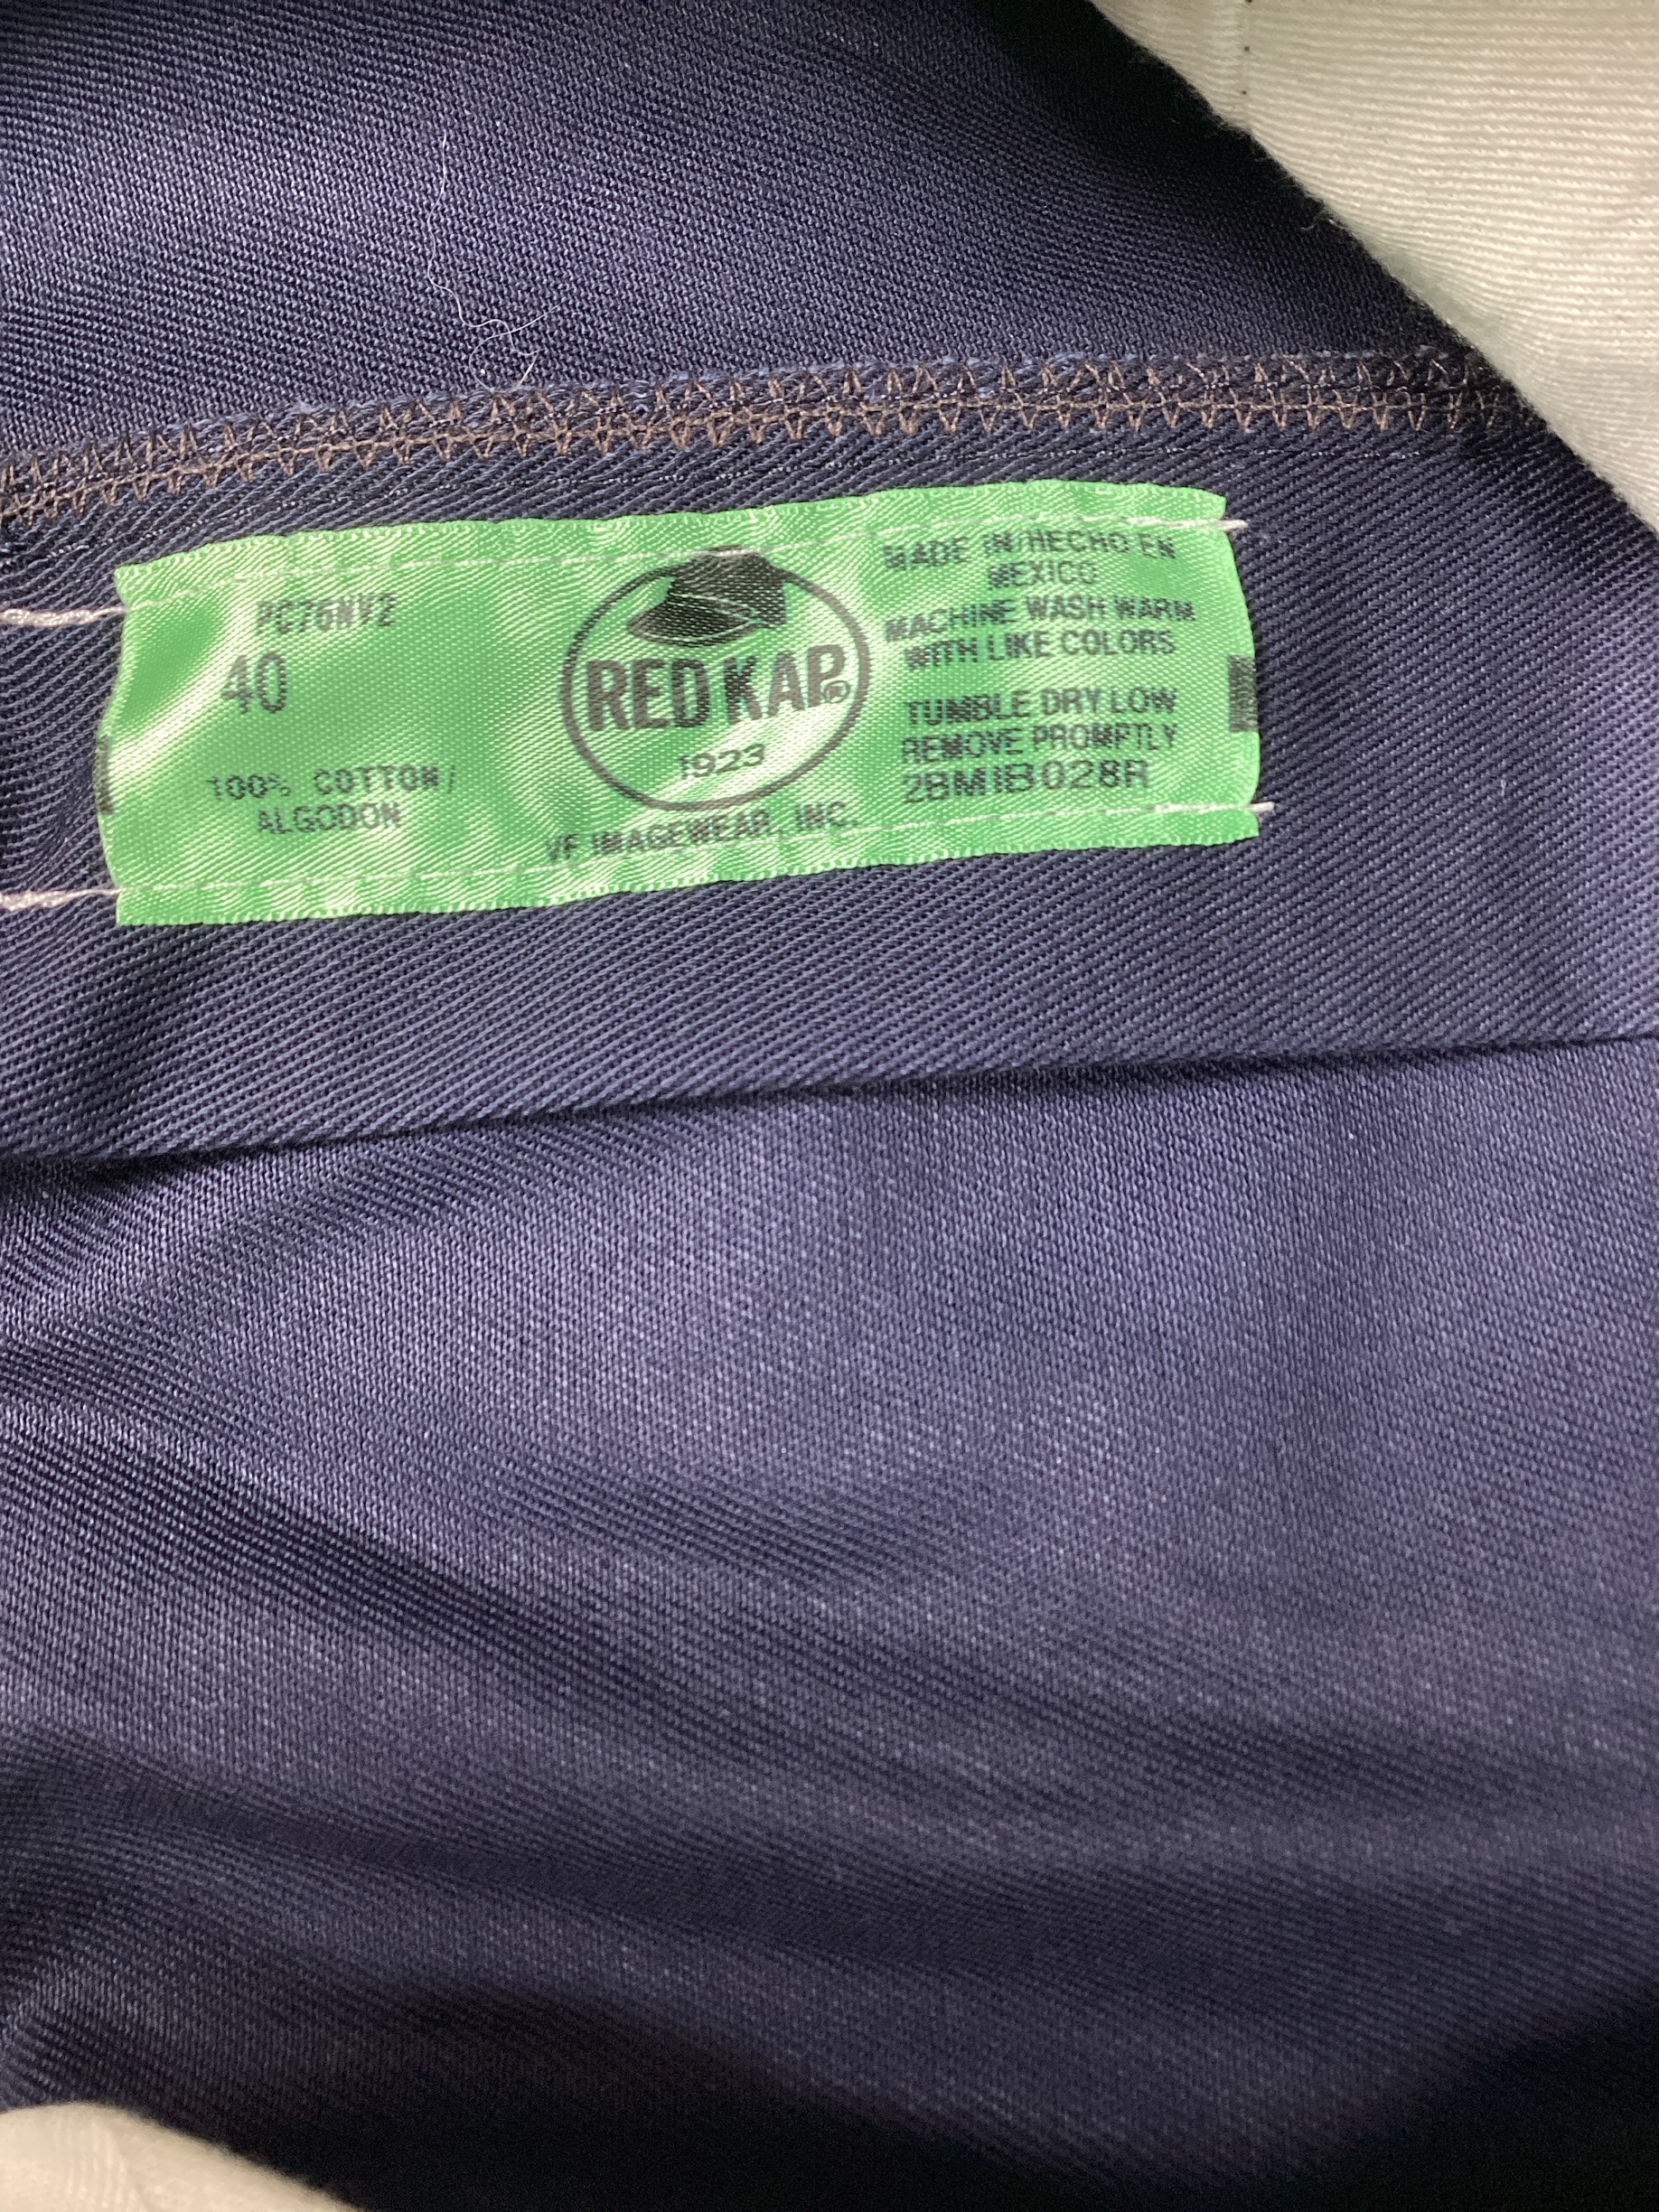 PC76NV2
40
100% COTTON/
ALGODON
RED KAP®
1923
VF IMAGEWEAR, INC.
MADE IN/HECHO EN
MEXICO
MACHINE WASH WARM
WITH LIKE COLORS
TUMBLE DRY LOW
REMOVE PROMPTLY
2BMIB028R